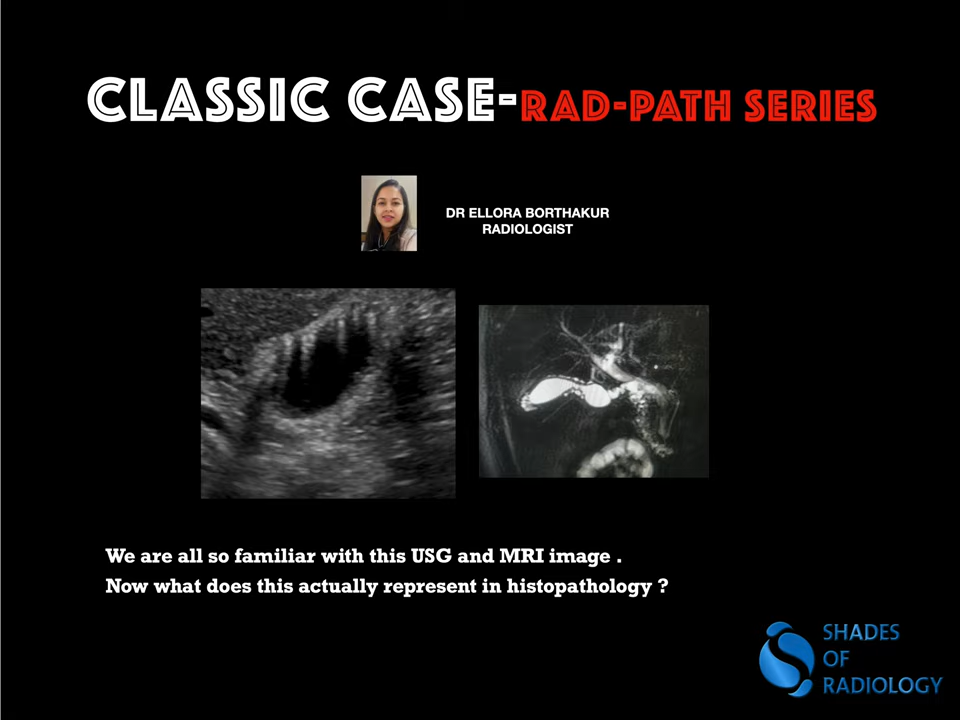 CLASSIC CASE-RAD-PATH SERIES
DR ELLORA BORTHAKUR
RADIOLOGIST
We are all so familiar with this USG and MRI image .
Now what does this actually represent in histopathology ?
SHADES
OF
RADIOLOGY